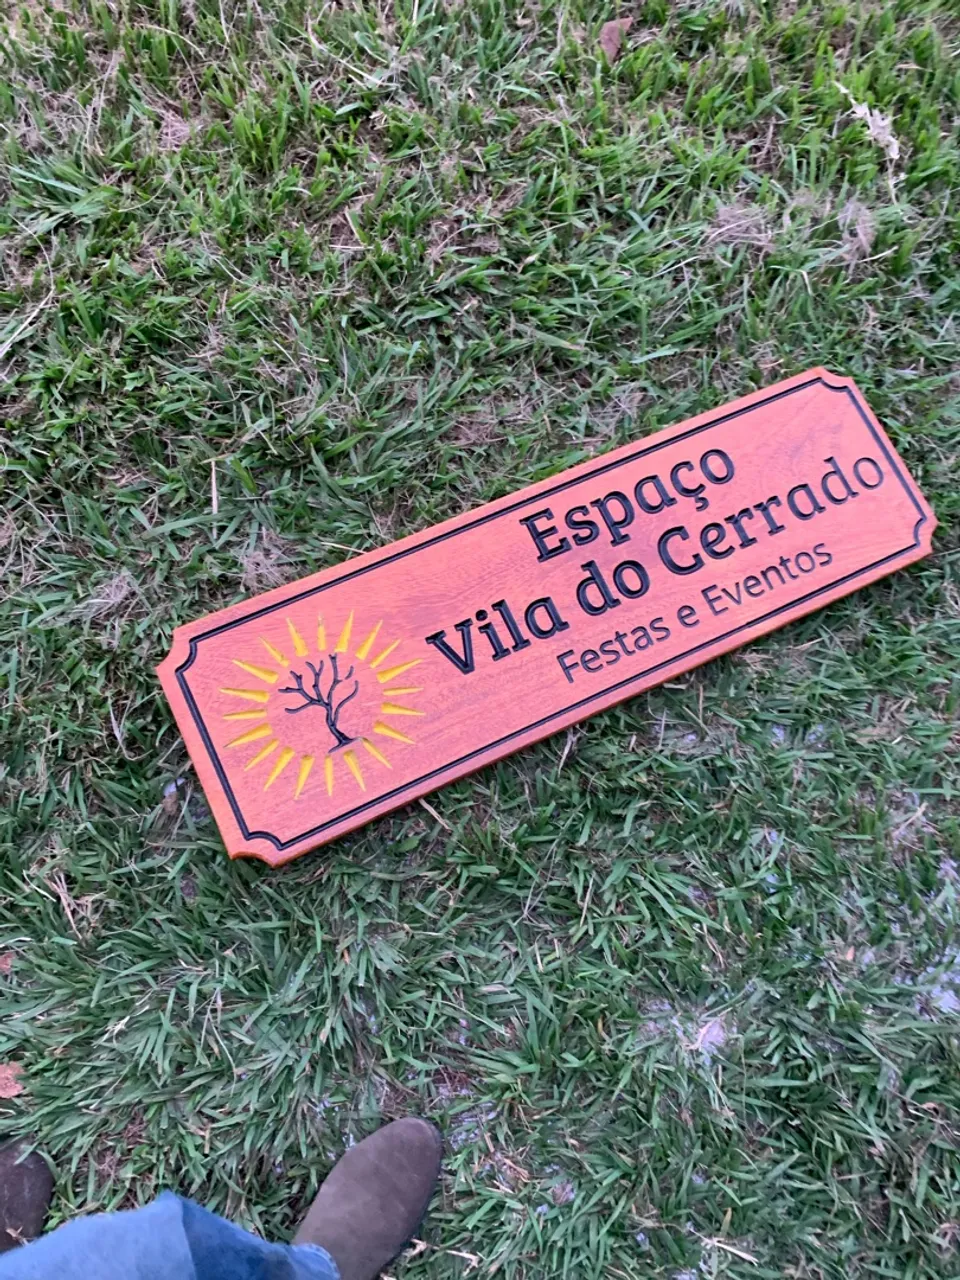 Espaço
Vila do Cerrado
Festas e Eventos